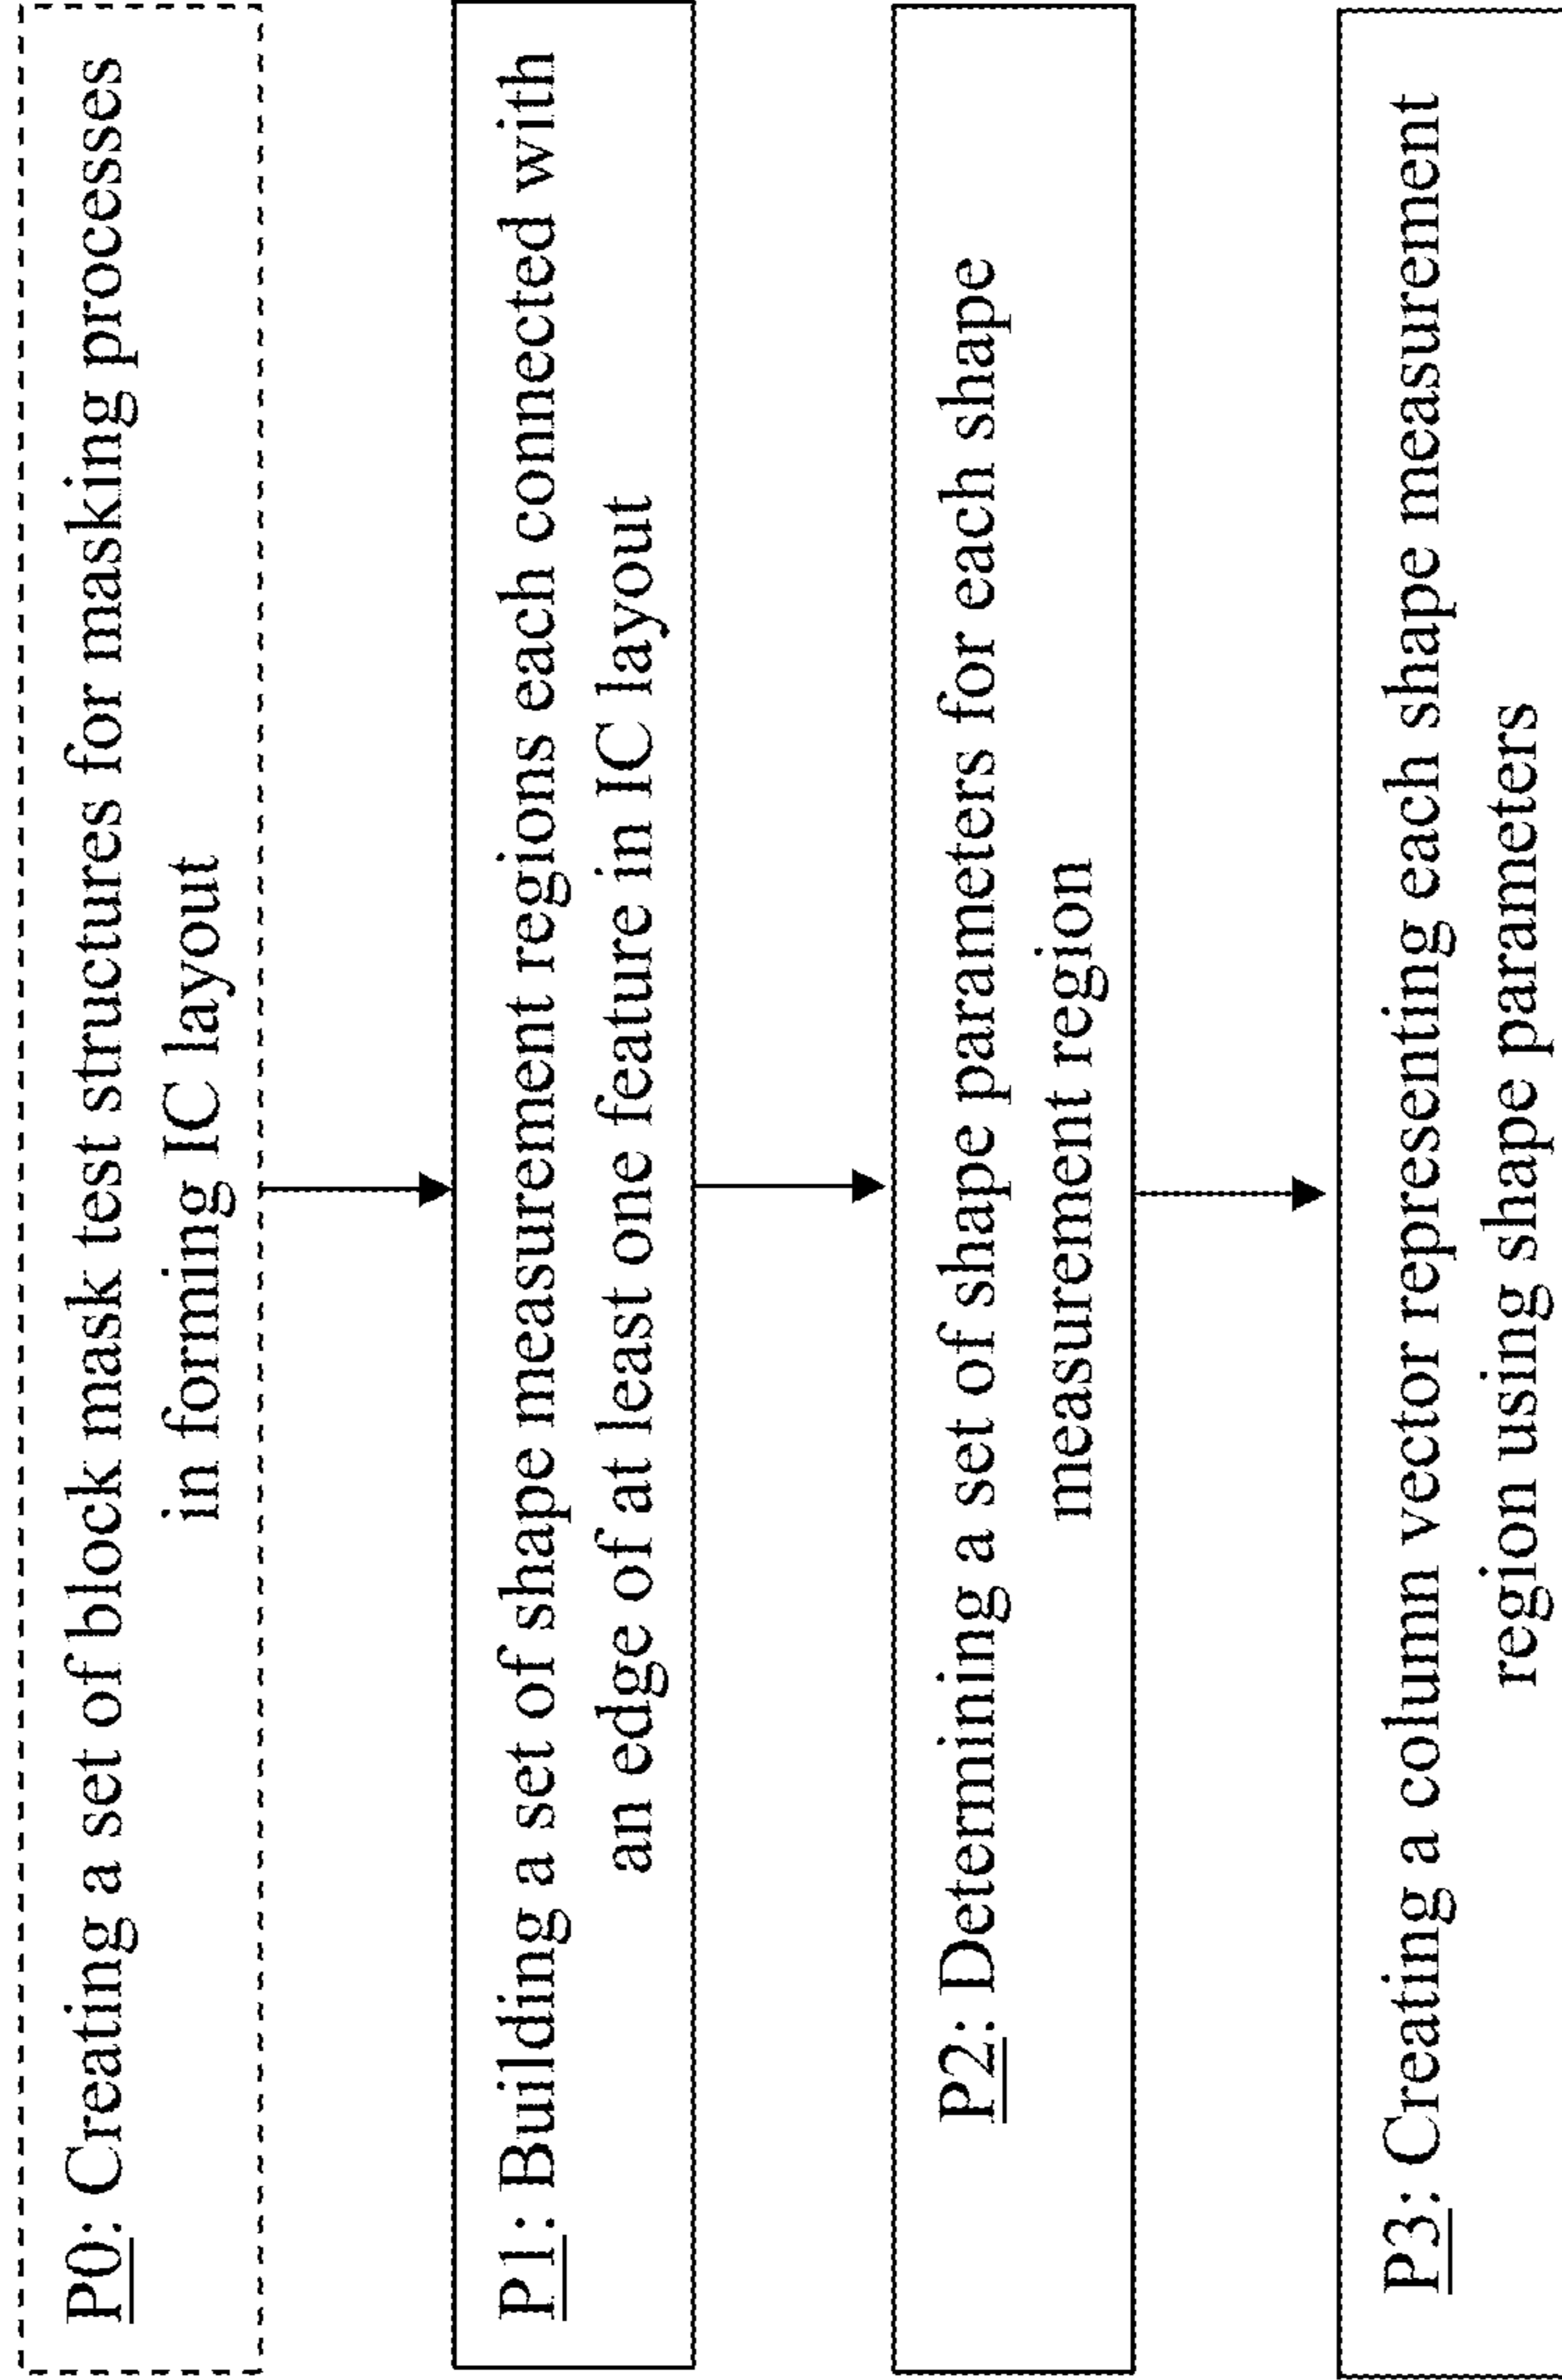 P0: Creating a set of block mask test structures for masking processes
in forming IC layout
P1: Building a set of shape measurement regions each connected with
an edge of at least one feature in IC layout
P2: Determining a set of shape parameters for each shape
measurement region
P3: Creating a column vector representing each shape measurement
region using shape parameters